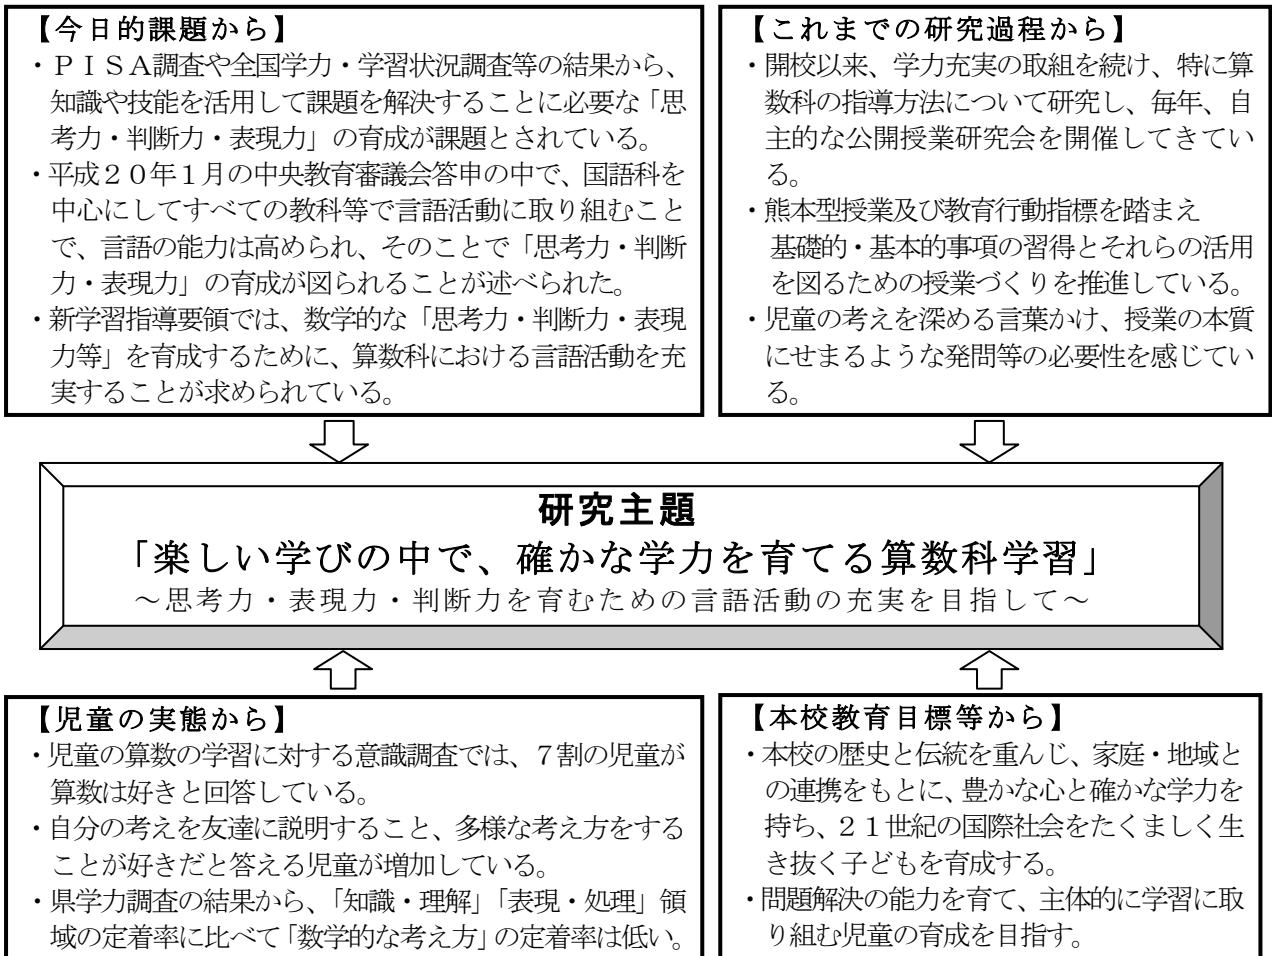 【今日的課題から】
・ＰＩＳＡ調査や全国学力・学習状況調査等の結果から、
知識や技能を活用して課題を解決することに必要な「思
考力・判断力・表現力」の育成が課題とされている。
・平成２０年１月の中央教育審議会答申の中で、国語科を
中心にしてすべての教科等で言語活動に取り組むこと
で、言語の能力は高められ、そのことで「思考力・判断
力・表現力」の育成が図られることが述べられた。
・新学習指導要領では、数学的な「思考力・判断力・表現
力等」を育成するために、算数科における言語活動を充
実することが求められている。
【これまでの研究過程から】
・開校以来、学力充実の取組を続け、特に算
数科の指導方法について研究し、毎年、自
主的な公開授業研究会を開催してきてい
る。
・熊本型授業及び教育行動指標を踏まえ
基礎的・基本的事項の習得とそれらの活用
を図るための授業づくりを推進している。
・児童の考えを深める言葉かけ、授業の本質
にせまるような発問等の必要性を感じてい
る。
研究主題
「楽しい学びの中で、確かな学力を育てる算数科学習」
～思考力・表現力・判断力を育むための言語活動の充実を目指して～
【児童の実態から】
・児童の算数の学習に対する意識調査では、７割の児童が
算数は好きと回答している。
・自分の考えを友達に説明すること、多様な考え方をする
ことが好きだと答える児童が増加している。
・県学力調査の結果から、「知識・理解」「表現・処理」領
域の定着率に比べて「数学的な考え方」の定着率は低い。
【本校教育目標等から】
・本校の歴史と伝統を重んじ、家庭・地域と
の連携をもとに、豊かな心と確かな学力を
持ち、２１世紀の国際社会をたくましく生
き抜く子どもを育成する。
・問題解決の能力を育て、主体的に学習に取
り組む児童の育成を目指す。